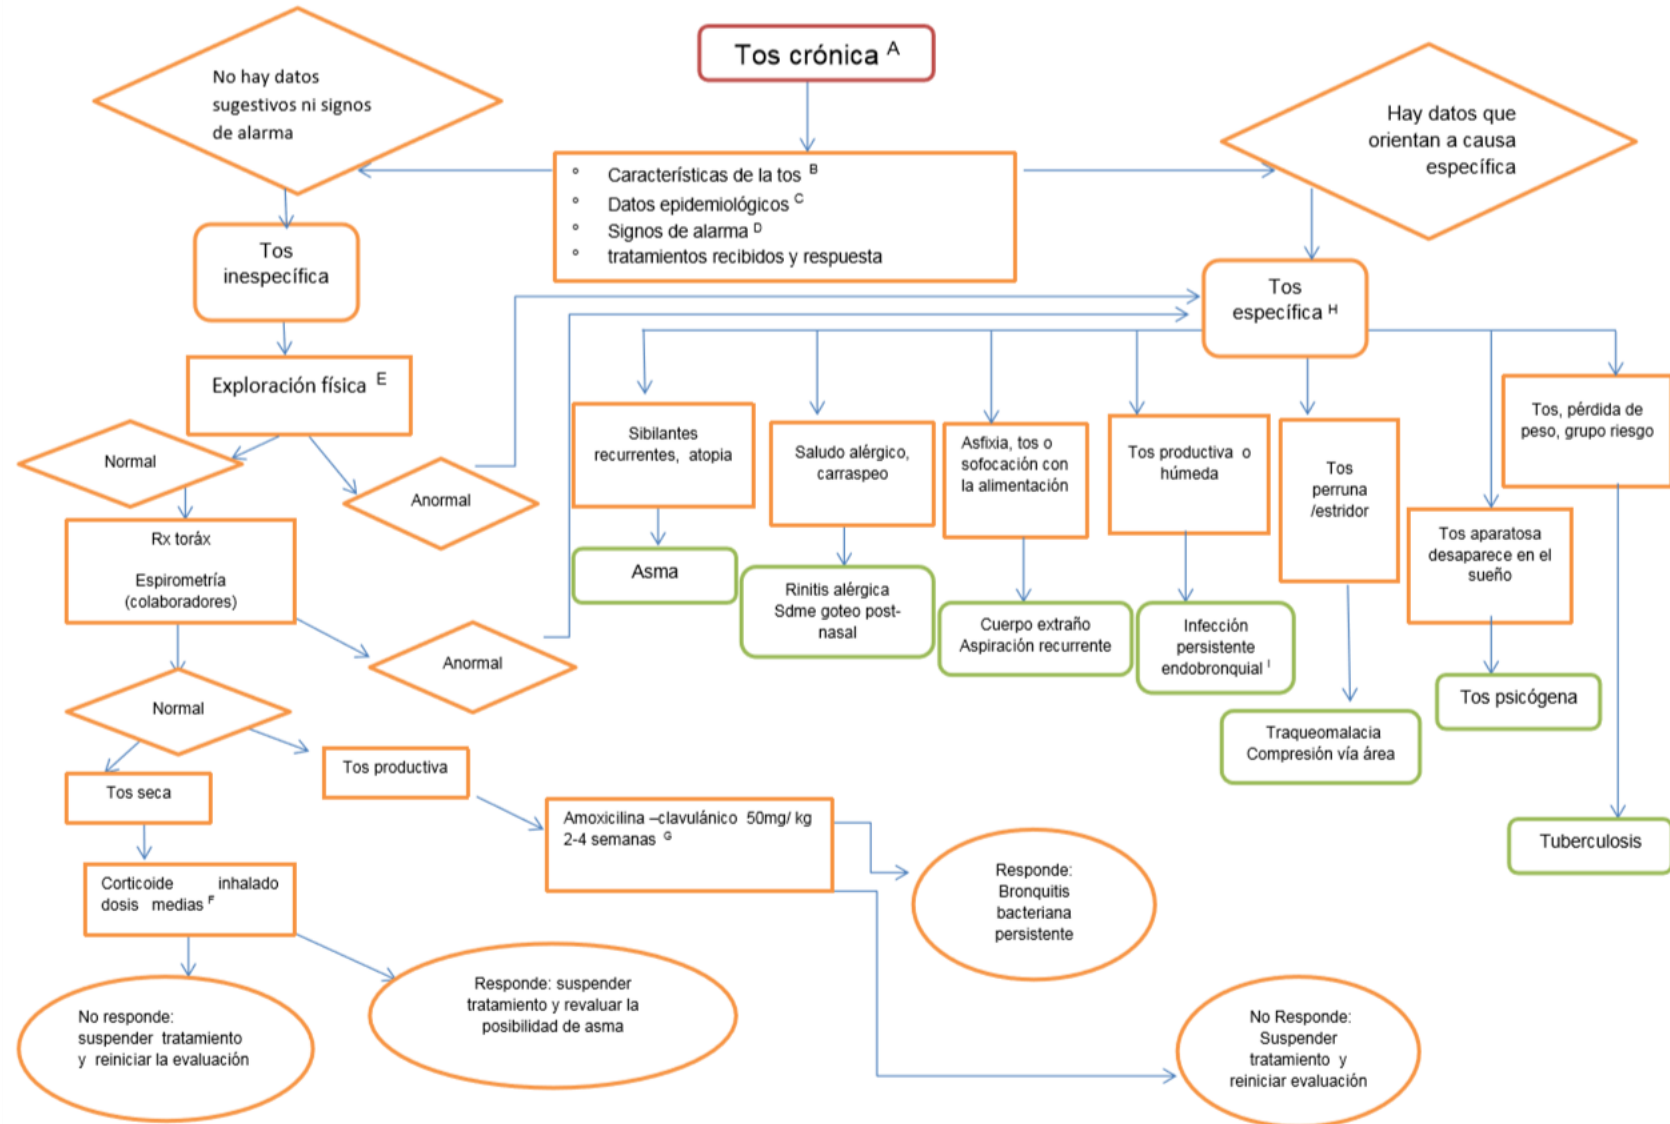 Tos crónica A
No hay datos
sugestivos ni signos
de alarma
Hay datos que
orientan a causa
específica
° Características de la tos B
° Datos epidemiológicos C
° Signos de alarma D
° tratamientos recibidos y respuesta
Tos
inespecífica
Tos
específica H
Exploración física E
Normal
Anormal
Sibilantes
recurrentes, atopia
Saludo alérgico,
carraspeo
Asfixia, tos o
sofocación con
la alimentación
Tos productiva o
húmeda
Tos
perruna
/estridor
Tos aparatosa
desaparece en el
sueño
Tos, pérdida de
peso, grupo riesgo
Rx toráx
Espirometría
(colaboradores)
Asma
Rinitis alérgica
Sdme goteo post-
nasal
Cuerpo extraño
Aspiración recurrente
Infección
persistente
endobronquial I
Traqueomalacia
Compresión vía área
Tos psicógena
Tuberculosis
Anormal
Normal
Tos seca
Tos productiva
Amoxicilina –clavulánico 50mg/ kg
2-4 semanas G
Corticoide inhalado
dosis medias F
Responde:
Bronquitis
bacteriana
persistente
No responde:
suspender tratamiento
y reiniciar la evaluación
Responde: suspender
tratamiento y revaluar la
posibilidad de asma
No Responde:
Suspender
tratamiento y
reiniciar evaluación